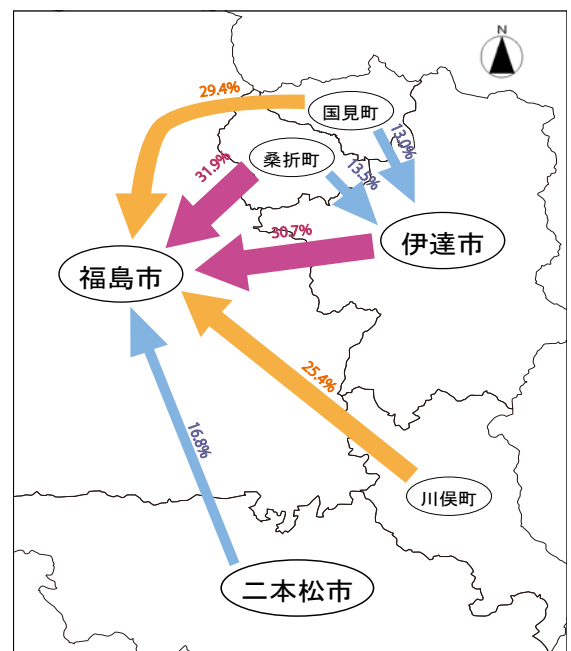 N
29.4%
国見町
13.0%
桑折町
31.9%
13.5%
30.7%
伊達市
福島市
25.4%
16.8%
川俣町
二本松市